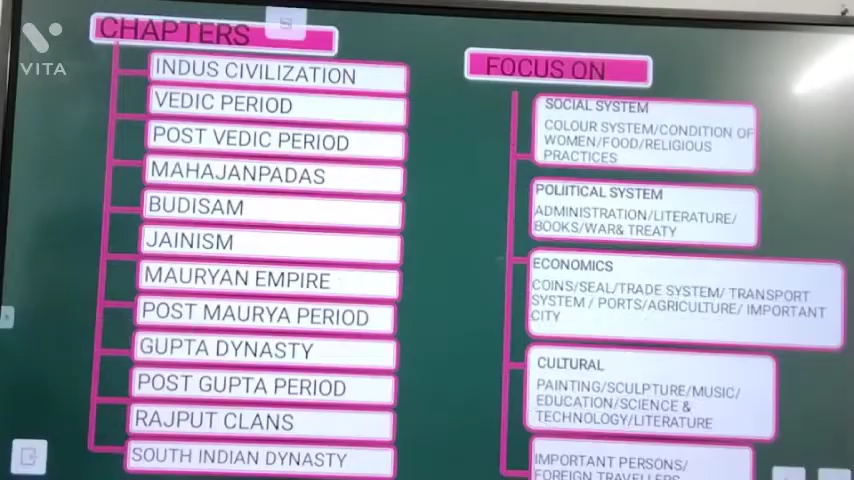 VITA
CHAPTERS
INDUS CIVILIZATION
VEDIC PERIOD
POST VEDIC PERIOD
MAHAJANPADAS
BUDISAM
JAINISM
MAURYAN EMPIRE
POST MAURYA PERIOD
GUPTA DYNASTY
POST GUPTA PERIOD
RAJPUT CLANS
SOUTH INDIAN DYNASTY
FOCUS ON
SOCIAL SYSTEM
COLOUR SYSTEM/CONDITION OF
WOMEN/FOOD/RELIGIOUS
PRACTICES
POLIITICAL SYSTEM
ADMINISTRATION/LITERATURE/
BOOKS/WAR& TREATY
ECONOMICS
COINS/SEAL/TRADE SYSTEM/ TRANSPORT
SYSTEM / PORTS/AGRICULTURE/ IMPORTANT
CITY
CULTURAL
PAINTING/SCULPTURE/MUSIC/
EDUCATION/SCIENCE &
TECHNOLOGY/LITERATURE
IMPORTANT PERSONS/
FOREIGN TRAVELLERS